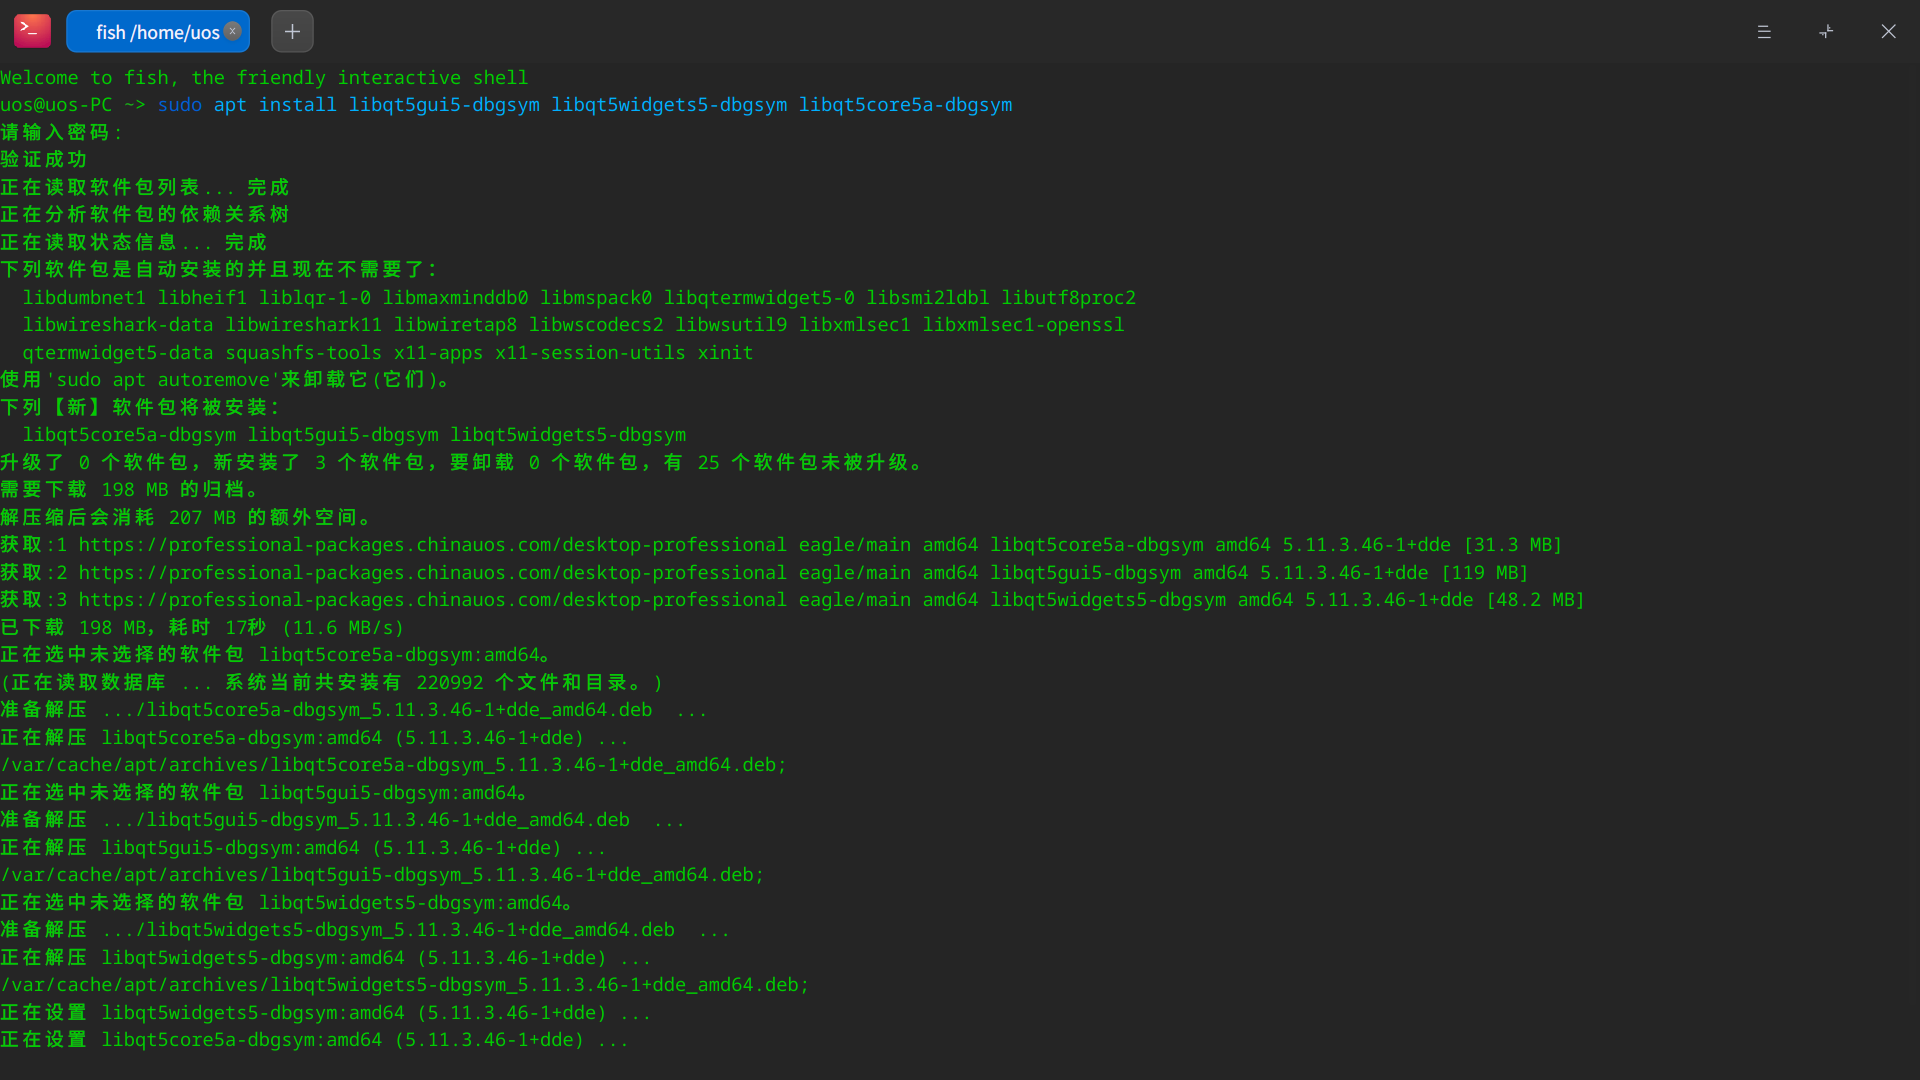 fish /home/uos
Welcome to fish, the friendly interactive shell
uos@uos-PC ~> sudo apt install libqt5gui5-dbgsym libqt5widgets5-dbgsym libqt5core5a-dbgsym
请输入密码:
验证成功
正在读取软件包列表... 完成
正在分析软件包的依赖关系树
正在读取状态信息... 完成
下列软件包是自动安装的并且现在不需要了：
  libdumbnet1 libheif1 liblqr-1-0 libmaxminddb0 libmspack0 libqtermwidget5-0 libsmi2ldbl libutf8proc2
  libwireshark-data libwireshark11 libwiretap8 libwscodecs2 libwsutil9 libxmlsec1 libxmlsec1-openssl
  qtermwidget5-data squashfs-tools x11-apps x11-session-utils xinit
使用'sudo apt autoremove'来卸载它(它们)。
下列【新】软件包将被安装：
  libqt5core5a-dbgsym libqt5gui5-dbgsym libqt5widgets5-dbgsym
升级了 0 个软件包，新安装了 3 个软件包，要卸载 0 个软件包，有 25 个软件包未被升级。
需要下载 198 MB 的归档。
解压缩后会消耗 207 MB 的额外空间。
获取:1 https://professional-packages.chinauos.com/desktop-professional eagle/main amd64 libqt5core5a-dbgsym amd64 5.11.3.46-1+dde [31.3 MB]
获取:2 https://professional-packages.chinauos.com/desktop-professional eagle/main amd64 libqt5gui5-dbgsym amd64 5.11.3.46-1+dde [119 MB]
获取:3 https://professional-packages.chinauos.com/desktop-professional eagle/main amd64 libqt5widgets5-dbgsym amd64 5.11.3.46-1+dde [48.2 MB]
已下载 198 MB，耗时 17秒 (11.6 MB/s)
正在选中未选择的软件包 libqt5core5a-dbgsym:amd64。
(正在读取数据库 ... 系统当前共安装有 220992 个文件和目录。)
准备解压 .../libqt5core5a-dbgsym_5.11.3.46-1+dde_amd64.deb  ...
正在解压 libqt5core5a-dbgsym:amd64 (5.11.3.46-1+dde) ...
/var/cache/apt/archives/libqt5core5a-dbgsym_5.11.3.46-1+dde_amd64.deb;
正在选中未选择的软件包 libqt5gui5-dbgsym:amd64。
准备解压 .../libqt5gui5-dbgsym_5.11.3.46-1+dde_amd64.deb  ...
正在解压 libqt5gui5-dbgsym:amd64 (5.11.3.46-1+dde) ...
/var/cache/apt/archives/libqt5gui5-dbgsym_5.11.3.46-1+dde_amd64.deb;
正在选中未选择的软件包 libqt5widgets5-dbgsym:amd64。
准备解压 .../libqt5widgets5-dbgsym_5.11.3.46-1+dde_amd64.deb  ...
正在解压 libqt5widgets5-dbgsym:amd64 (5.11.3.46-1+dde) ...
/var/cache/apt/archives/libqt5widgets5-dbgsym_5.11.3.46-1+dde_amd64.deb;
正在设置 libqt5widgets5-dbgsym:amd64 (5.11.3.46-1+dde) ...
正在设置 libqt5core5a-dbgsym:amd64 (5.11.3.46-1+dde) ...